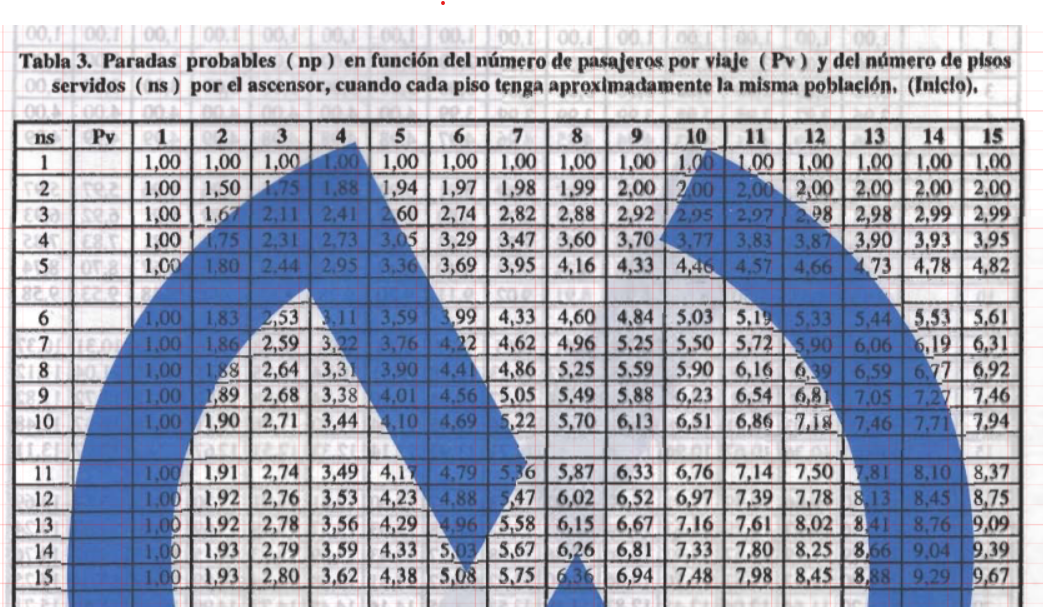 Tabla 3. Paradas probables ( np ) en función del número de pasajeros por viaje ( Pv ) y del número de pisos
servidos ( ns ) por el ascensor, cuando cada piso tenga aproximadamente la misma población. (Inicio).
ns Pv 1 2 3 4 5 6 7 8 9 10 11 12 13 14 15
1 1,00 1,00 1,00 1,00 1,00 1,00 1,00 1,00 1,00 1,00 1,00 1,00 1,00 1,00 1,00
2 1,00 1,50 1,75 1,88 1,94 1,97 1,98 1,99 2,00 2,00 2,00 2,00 2,00 2,00 2,00
3 1,00 1,67 2,11 2,41 2,60 2,74 2,82 2,88 2,92 2,95 2,97 2,98 2,98 2,99 2,99
4 1,00 1,75 2,31 2,73 3,05 3,29 3,47 3,60 3,70 3,77 3,83 3,87 3,90 3,93 3,95
5 1,00 1,80 2,44 2,95 3,36 3,69 3,95 4,16 4,33 4,46 4,57 4,66 4,73 4,78 4,82
6 1,00 1,83 2,53 3,11 3,59 3,99 4,33 4,60 4,84 5,03 5,19 5,33 5,44 5,53 5,61
7 1,00 1,86 2,59 3,22 3,76 4,22 4,62 4,96 5,25 5,50 5,72 5,90 6,06 6,19 6,31
8 1,00 1,88 2,64 3,31 3,90 4,41 4,86 5,25 5,59 5,90 6,16 6,39 6,59 6,77 6,92
9 1,00 1,89 2,68 3,38 4,01 4,56 5,05 5,49 5,88 6,23 6,54 6,81 7,05 7,27 7,46
10 1,00 1,90 2,71 3,44 4,10 4,69 5,22 5,70 6,13 6,51 6,86 7,18 7,46 7,71 7,94
11 1,00 1,91 2,74 3,49 4,17 4,79 5,36 5,87 6,33 6,76 7,14 7,50 7,81 8,10 8,37
12 1,00 1,92 2,76 3,53 4,23 4,88 5,47 6,02 6,52 6,97 7,39 7,78 8,13 8,45 8,75
13 1,00 1,92 2,78 3,56 4,29 4,96 5,58 6,15 6,67 7,16 7,61 8,02 8,41 8,76 9,09
14 1,00 1,93 2,79 3,59 4,33 5,03 5,67 6,26 6,81 7,33 7,80 8,25 8,66 9,04 9,39
15 1,00 1,93 2,80 3,62 4,38 5,08 5,75 6,36 6,94 7,48 7,98 8,45 8,88 9,29 9,67